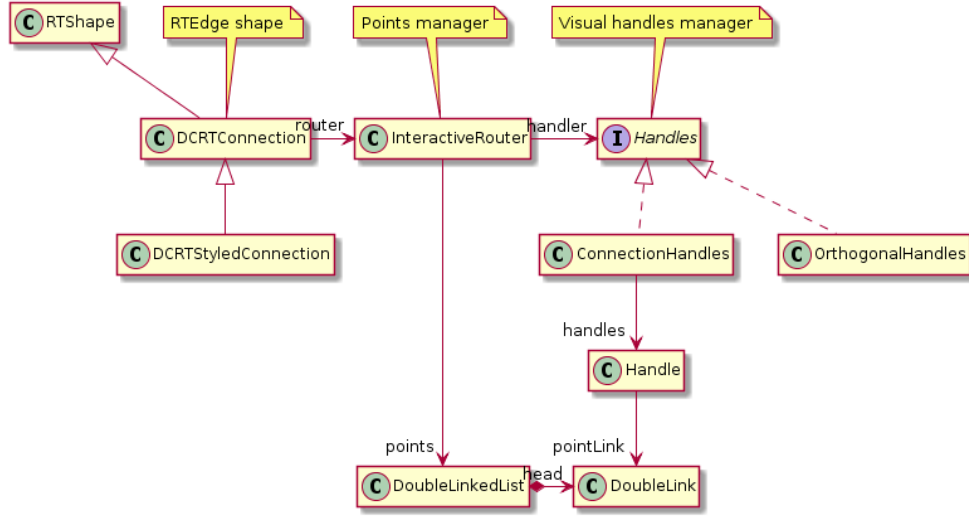 C RTShape
RTEdge shape
Points manager
Visual handles manager
C DCRTConnection
router
C InteractiveRouter
handler
I Handles
C DCRTStyledConnection
C ConnectionHandles
C OrthogonalHandles
handles
C Handle
points
pointLink
C DoubleLinkedList
head
C DoubleLink